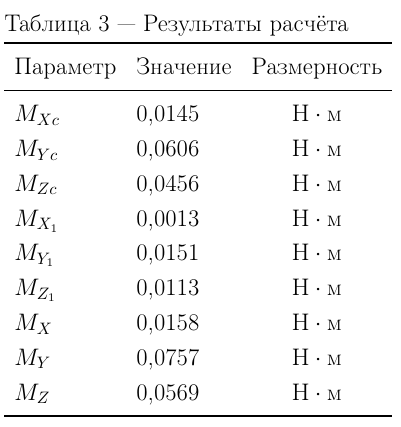 Таблица 3 — Результаты расчёта
Параметр Значение Размерность
M_{Xc} 0,0145 Н · м
M_{Yc} 0,0606 Н · м
M_{Zc} 0,0456 Н · м
M_{X_1} 0,0013 Н · м
M_{Y_1} 0,0151 Н · м
M_{Z_1} 0,0113 Н · м
M_X 0,0158 Н · м
M_Y 0,0757 Н · м
M_Z 0,0569 Н · м